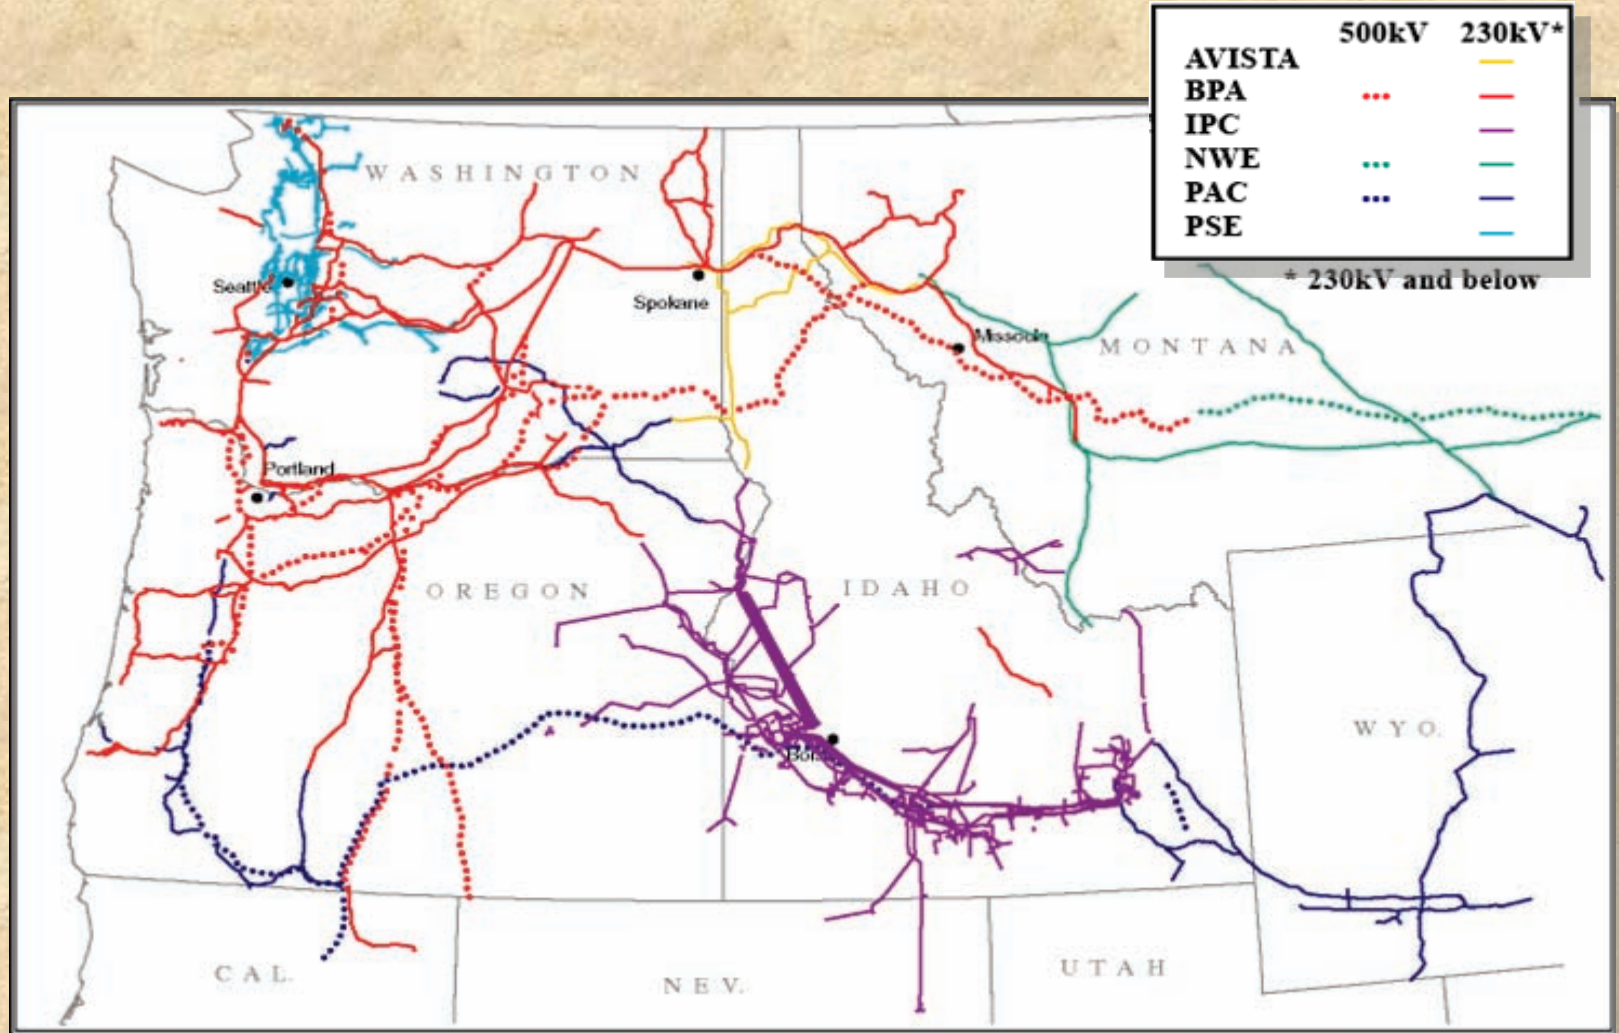 500kV 230kV*
AVISTA
BPA
IPC
NWE
PAC
PSE
* 230kV and below
WASHINGTON
Seattle
Spokane
Missoula
MONTANA
Portland
OREGON
IDAHO
WYO.
CAL.
NEV.
UTAH